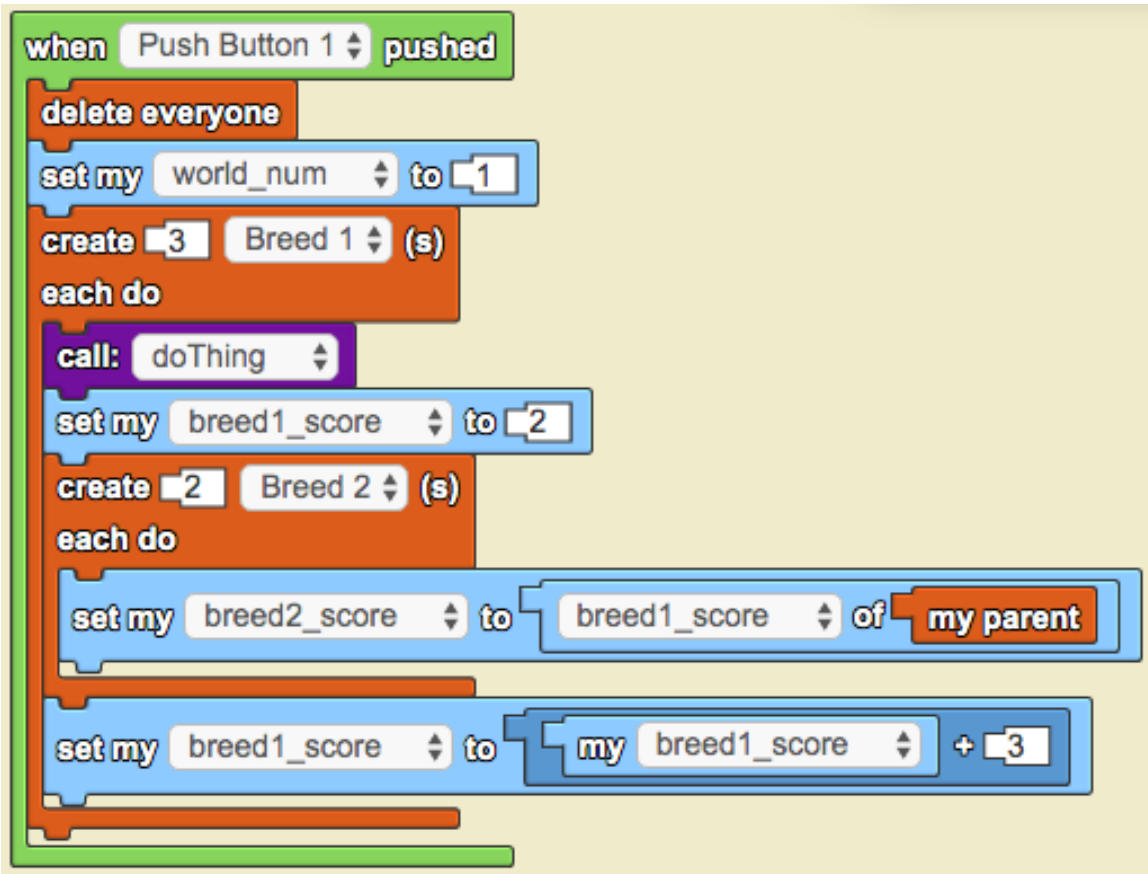 when Push Button 1 pushed
delete everyone
set my world_num to 1
create 3 Breed 1 (s)
each do
call: doThing
set my breed1_score to 2
create 2 Breed 2 (s)
each do
set my breed2_score to breed1_score of my parent
set my breed1_score to my breed1_score + 3